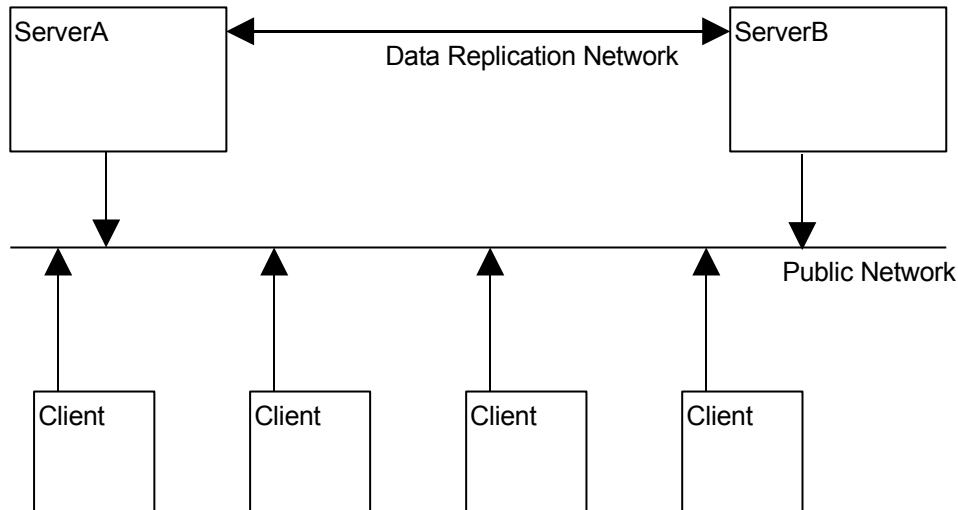 ServerA
ServerB
Data Replication Network
Public Network
Client
Client
Client
Client